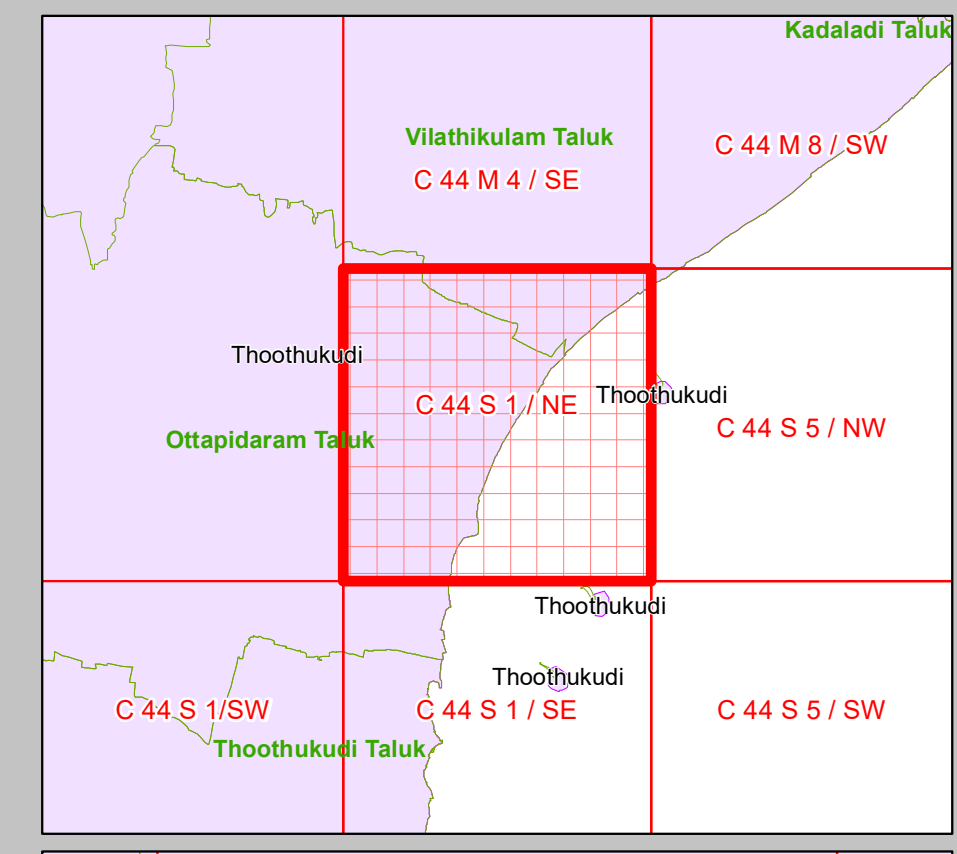 Kadaladi Taluk
Vilathikulam Taluk
C 44 M 8 / SW
C 44 M 4 / SE
Thoothukudi
Thoothukudi
C 44 S 1 / NE
C 44 S 5 / NW
Ottapidaram Taluk
Thoothukudi
Thoothukudi
C 44 S 1/SW
C 44 S 1 / SE
C 44 S 5 / SW
Thoothukudi Taluk